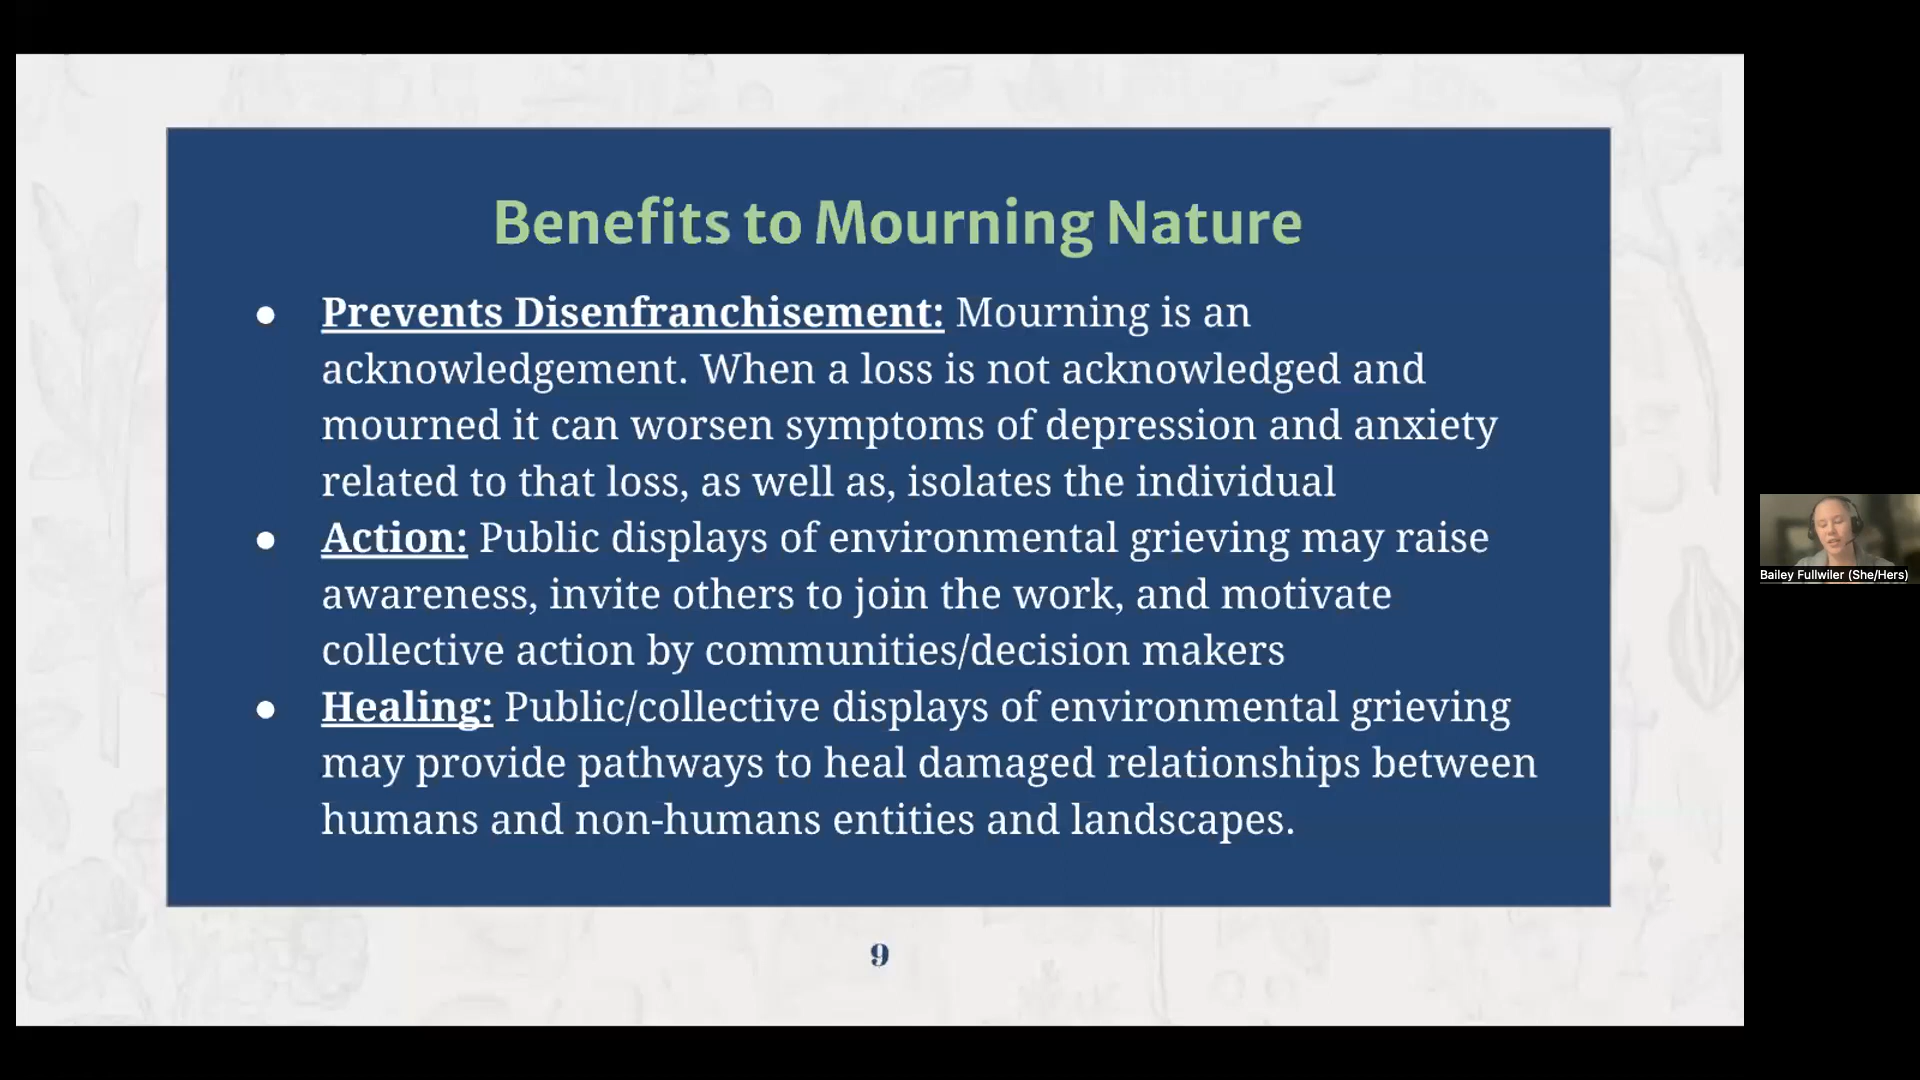 Benefits to Mourning Nature
● Prevents Disenfranchisement: Mourning is an
acknowledgement. When a loss is not acknowledged and
mourned it can worsen symptoms of depression and anxiety
related to that loss, as well as, isolates the individual
● Action: Public displays of environmental grieving may raise
awareness, invite others to join the work, and motivate
collective action by communities/decision makers
● Healing: Public/collective displays of environmental grieving
may provide pathways to heal damaged relationships between
humans and non-humans entities and landscapes.
9
Bailey Fullwiler (She/Hers)